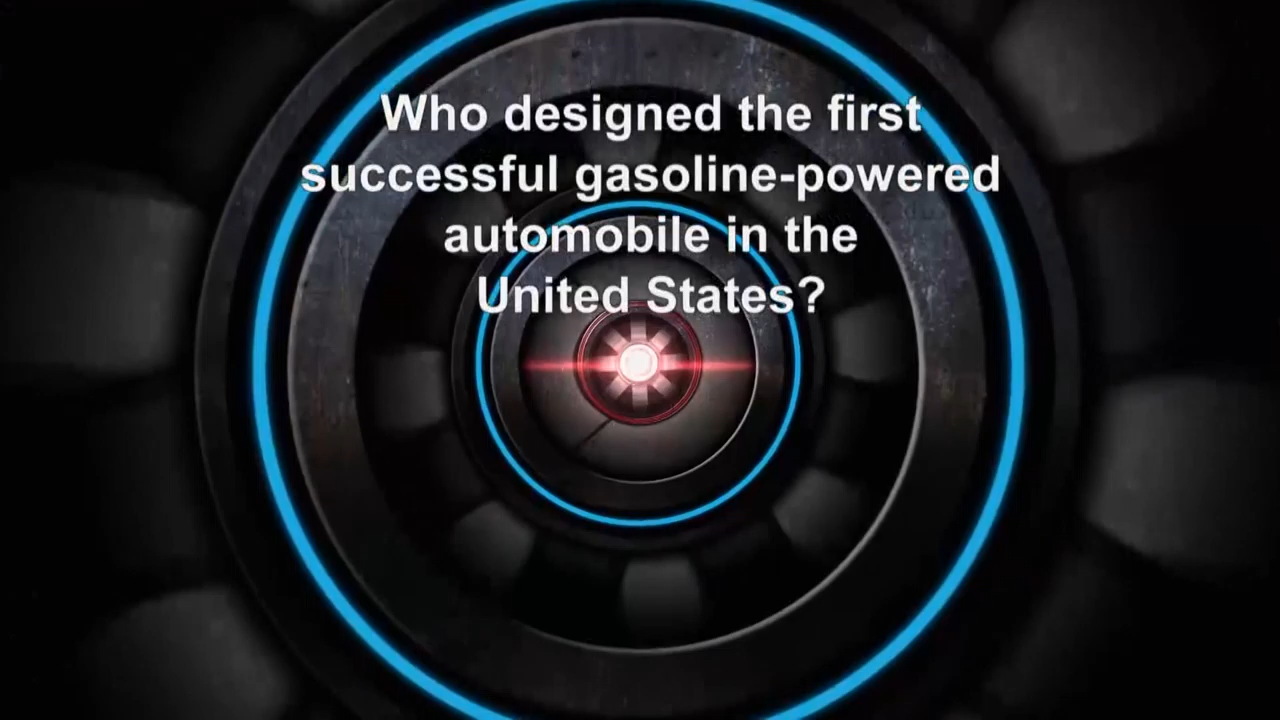 Who designed the first
successful gasoline-powered
automobile in the
United States?